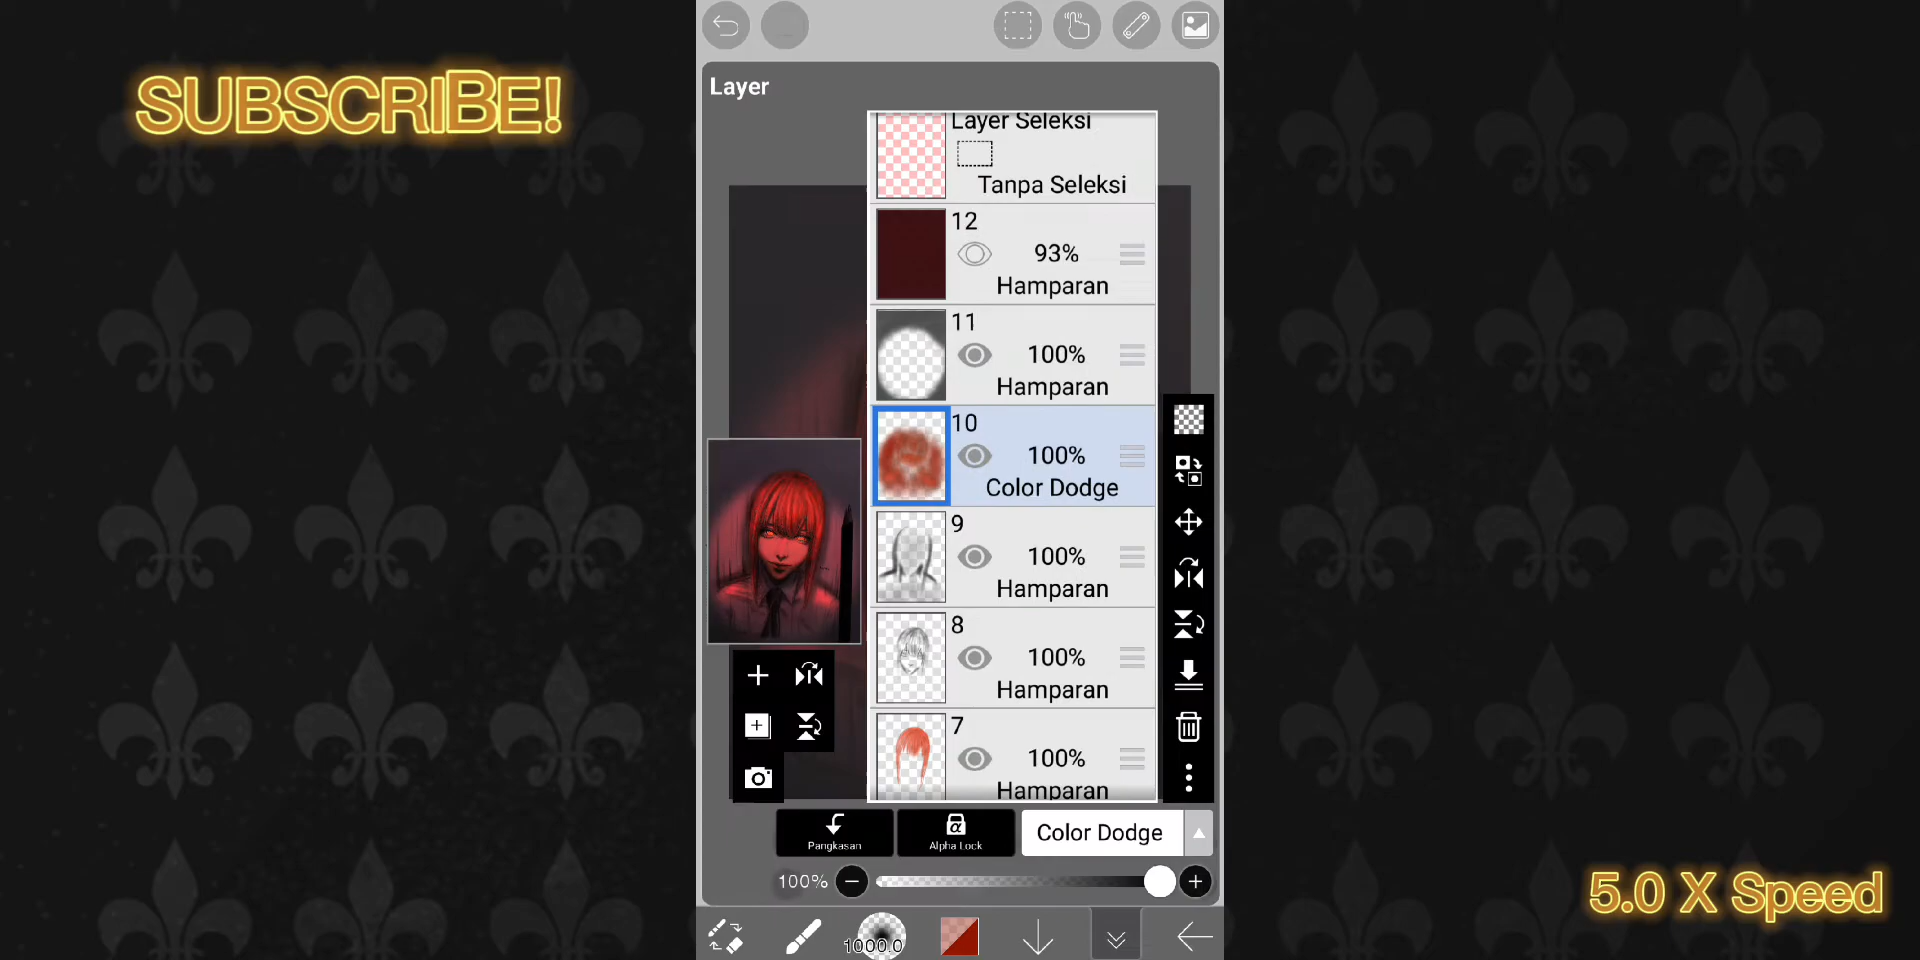 SUBSCRIBE!
Layer
Layer Seleksi
Tanpa Seleksi
12
93%
Hamparan
11
100%
Hamparan
10
100%
Color Dodge
9
100%
Hamparan
8
100%
Hamparan
7
100%
Hamparan
Pangkasan
Alpha Lock
Color Dodge
100%
1000.0
5.0 X Speed